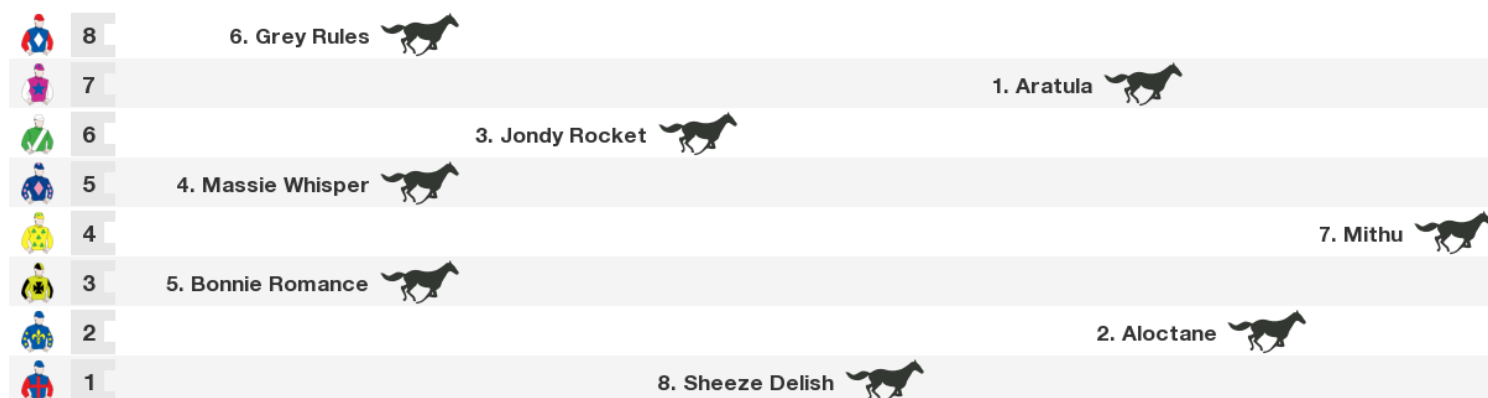 8 6. Grey Rules
7 1. Aratula
6 3. Jondy Rocket
5 4. Massie Whisper
4 7. Mithu
3 5. Bonnie Romance
2 2. Aloctane
1 8. Sheeze Delish